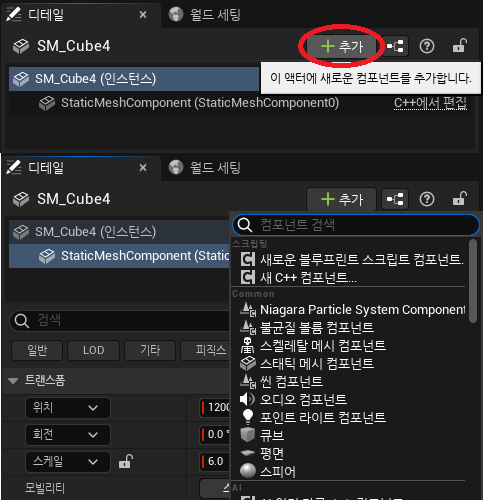 디테일 × 월드 세팅
SM_Cube4 + 추가
SM_Cube4 (인스턴스)
이 액터에 새로운 컴포넌트를 추가합니다.
StaticMeshComponent (StaticMeshComponent0) C++에서 편집
디테일 × 월드 세팅
SM_Cube4 + 추가
SM_Cube4 (인스턴스)
컴포넌트 검색
스크립팅
StaticMeshComponent (Static
새로운 블루프린트 스크립트 컴포넌트.
새 C++ 컴포넌트...
Common
Niagara Particle System Component
검색
불균질 볼륨 컴포넌트
스켈레탈 메시 컴포넌트
일반 LOD 기타 피직스
스태틱 메시 컴포넌트
트랜스폼
씬 컴포넌트
오디오 컴포넌트
위치 1200
포인트 라이트 컴포넌트
회전 0.0 °
큐브
평면
스케일 6.0
스피어
모빌리티
AI